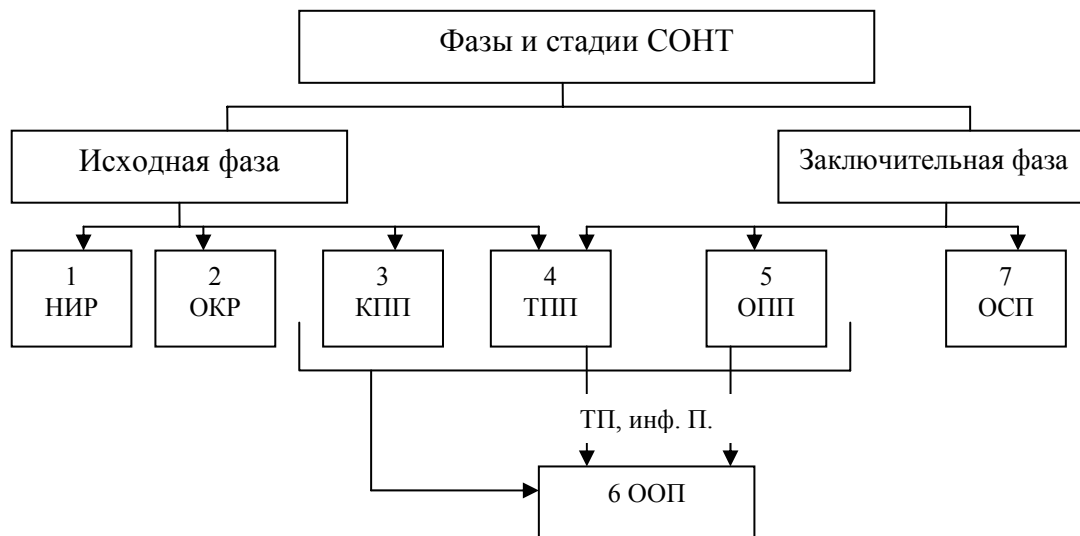 Фазы и стадии СОНТ
Исходная фаза
Заключительная фаза
1
НИР
2
ОКР
3
КПП
4
ТПП
5
ОПП
7
ОСП
ТП, инф. П.
6 ООП